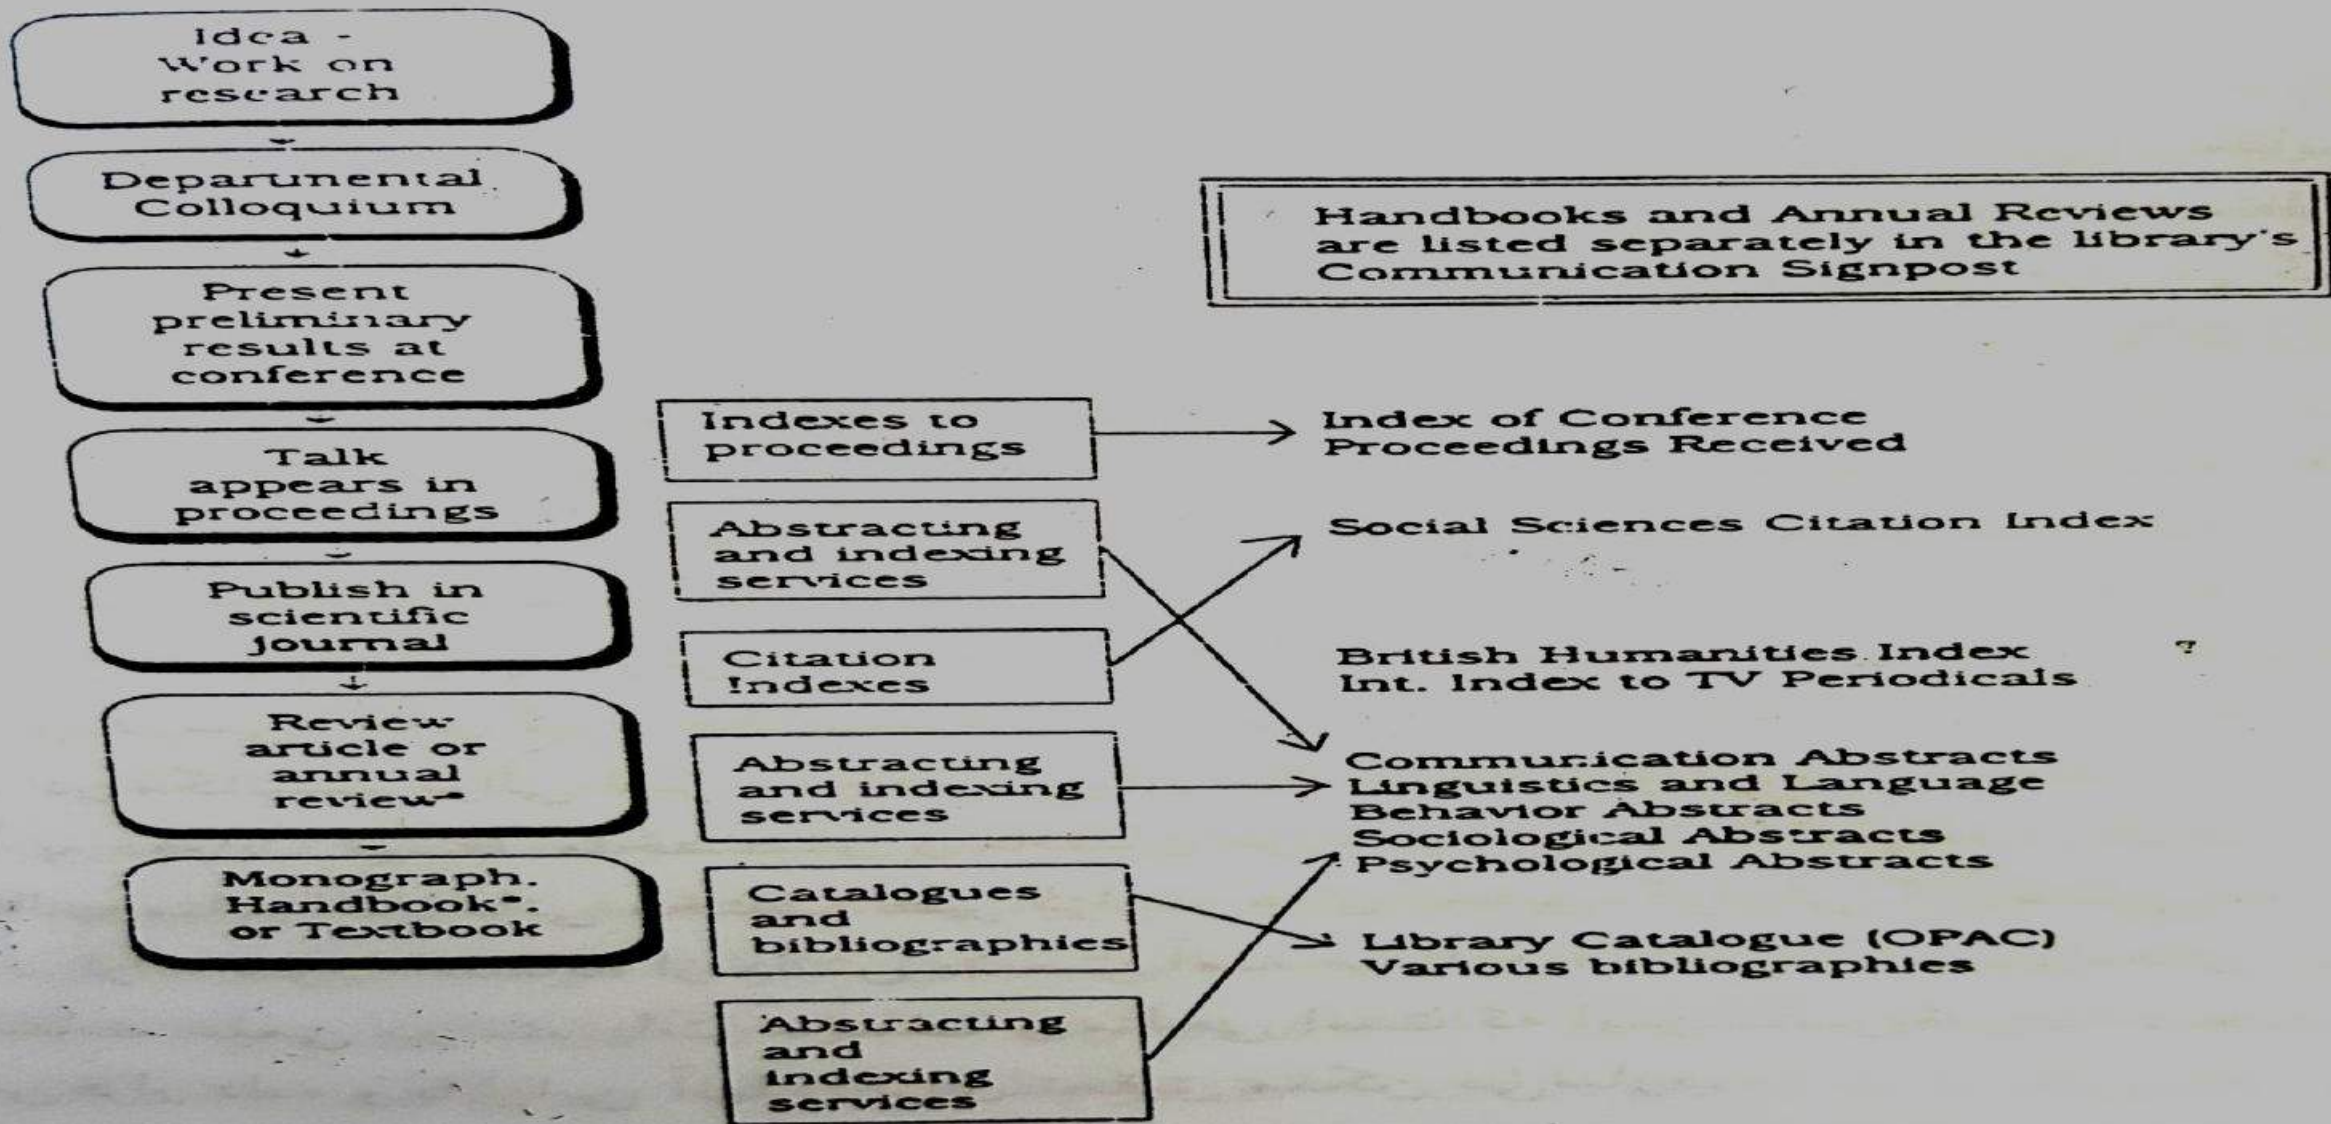 Idea -
Work on
research
Departmental
Colloquium
Present
preliminary
results at
conference
Talk
appears in
proceedings
Publish in
scientific
journal
Review
article or
annual
review*
Monograph.
Handbook*.
or Textbook
Indexes to
proceedings
Abstracting
and indexing
services
Citation
Indexes
Abstracting
and indexing
services
Catalogues
and
bibliographies
Abstracting
and
indexing
services
Handbooks and Annual Reviews
are listed separately in the library's
Communication Signpost
Index of Conference
Proceedings Received
Social Sciences Citation Index
British Humanities Index
Int. Index to TV Periodicals
Communication Abstracts
Linguistics and Language
Behavior Abstracts
Sociological Abstracts
Psychological Abstracts
Library Catalogue (OPAC)
Various bibliographies